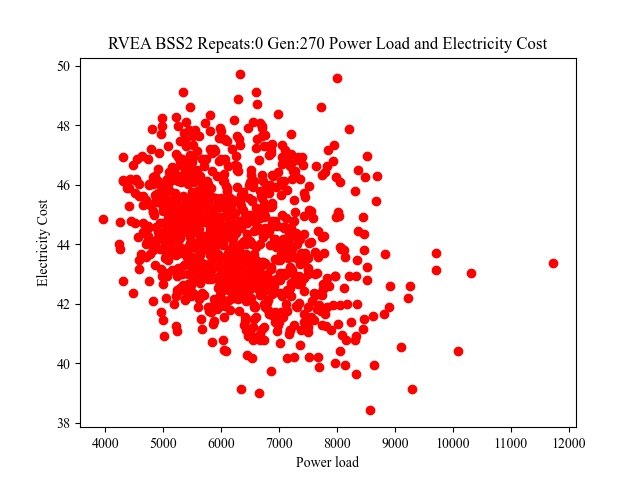 RVEA BSS2 Repeats:0 Gen:270 Power Load and Electricity Cost
50
48
46
44
42
40
38
Electricity Cost
4000 5000 6000 7000 8000 9000 10000 11000 12000
Power load